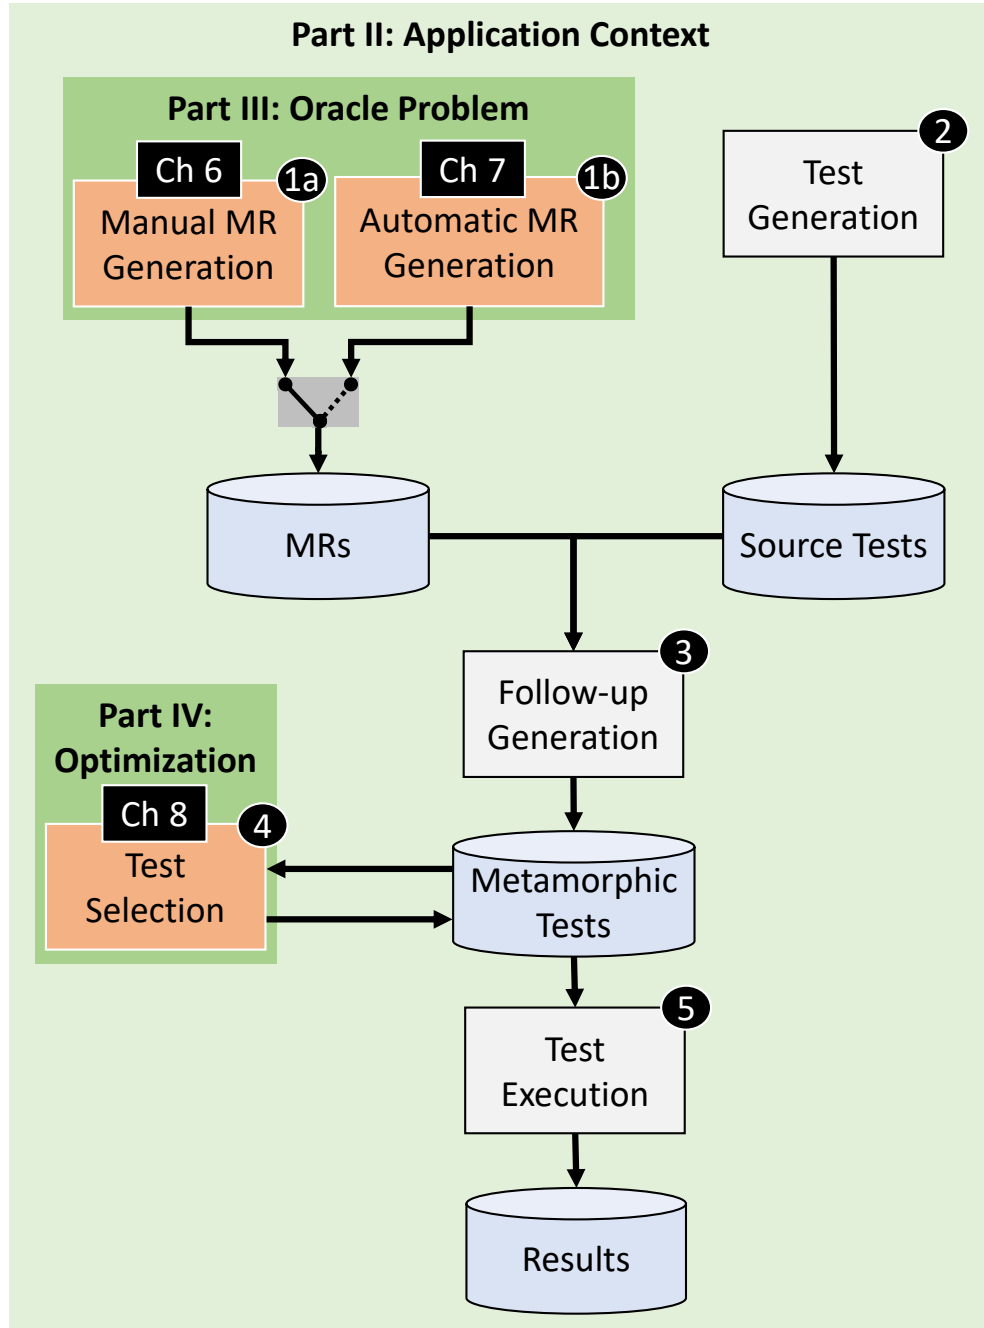 Part II: Application Context
Part III: Oracle Problem
Ch 6
1a
Manual MR
Generation
Ch 7
1b
Automatic MR
Generation
2
Test
Generation
MRs
Source Tests
3
Follow-up
Generation
Part IV:
Optimization
Ch 8
4
Test
Selection
Metamorphic
Tests
5
Test
Execution
Results